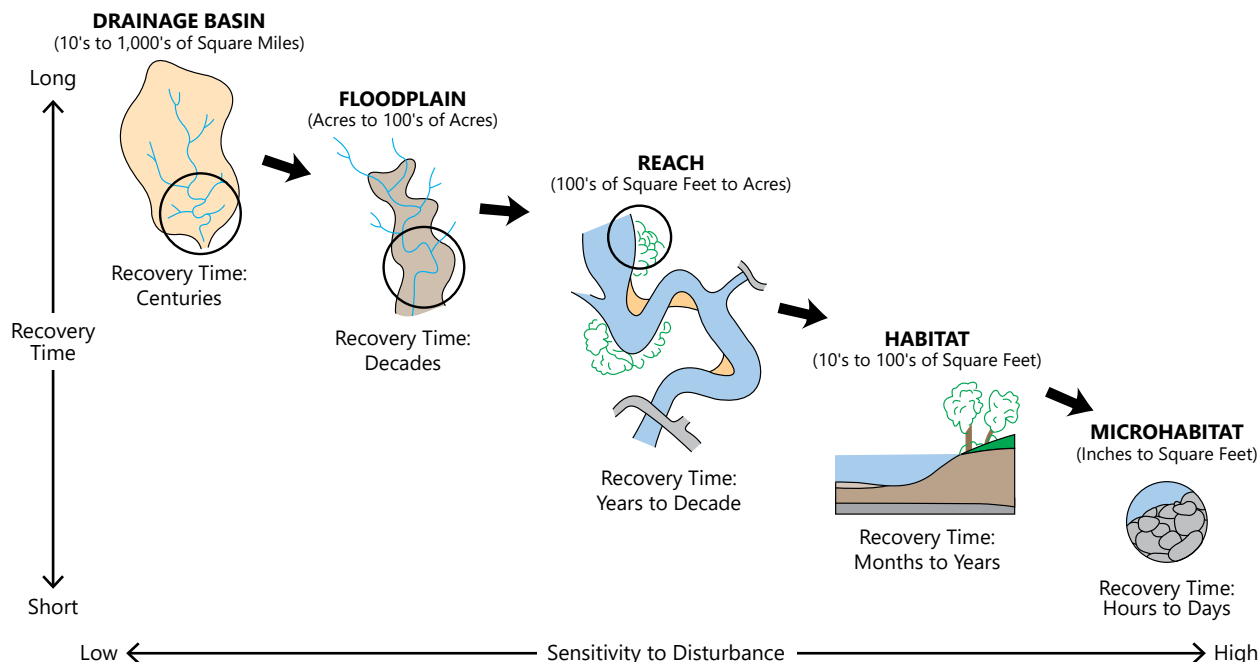 DRAINAGE BASIN
(10's to 1,000's of Square Miles)
Long
FLOODPLAIN
(Acres to 100's of Acres)
REACH
(100's of Square Feet to Acres)
Recovery Time:
Centuries
Recovery
Time
Recovery Time:
Decades
HABITAT
(10's to 100's of Square Feet)
MICROHABITAT
(Inches to Square Feet)
Recovery Time:
Years to Decade
Recovery Time:
Months to Years
Recovery Time:
Hours to Days
Short
Low
Sensitivity to Disturbance
High